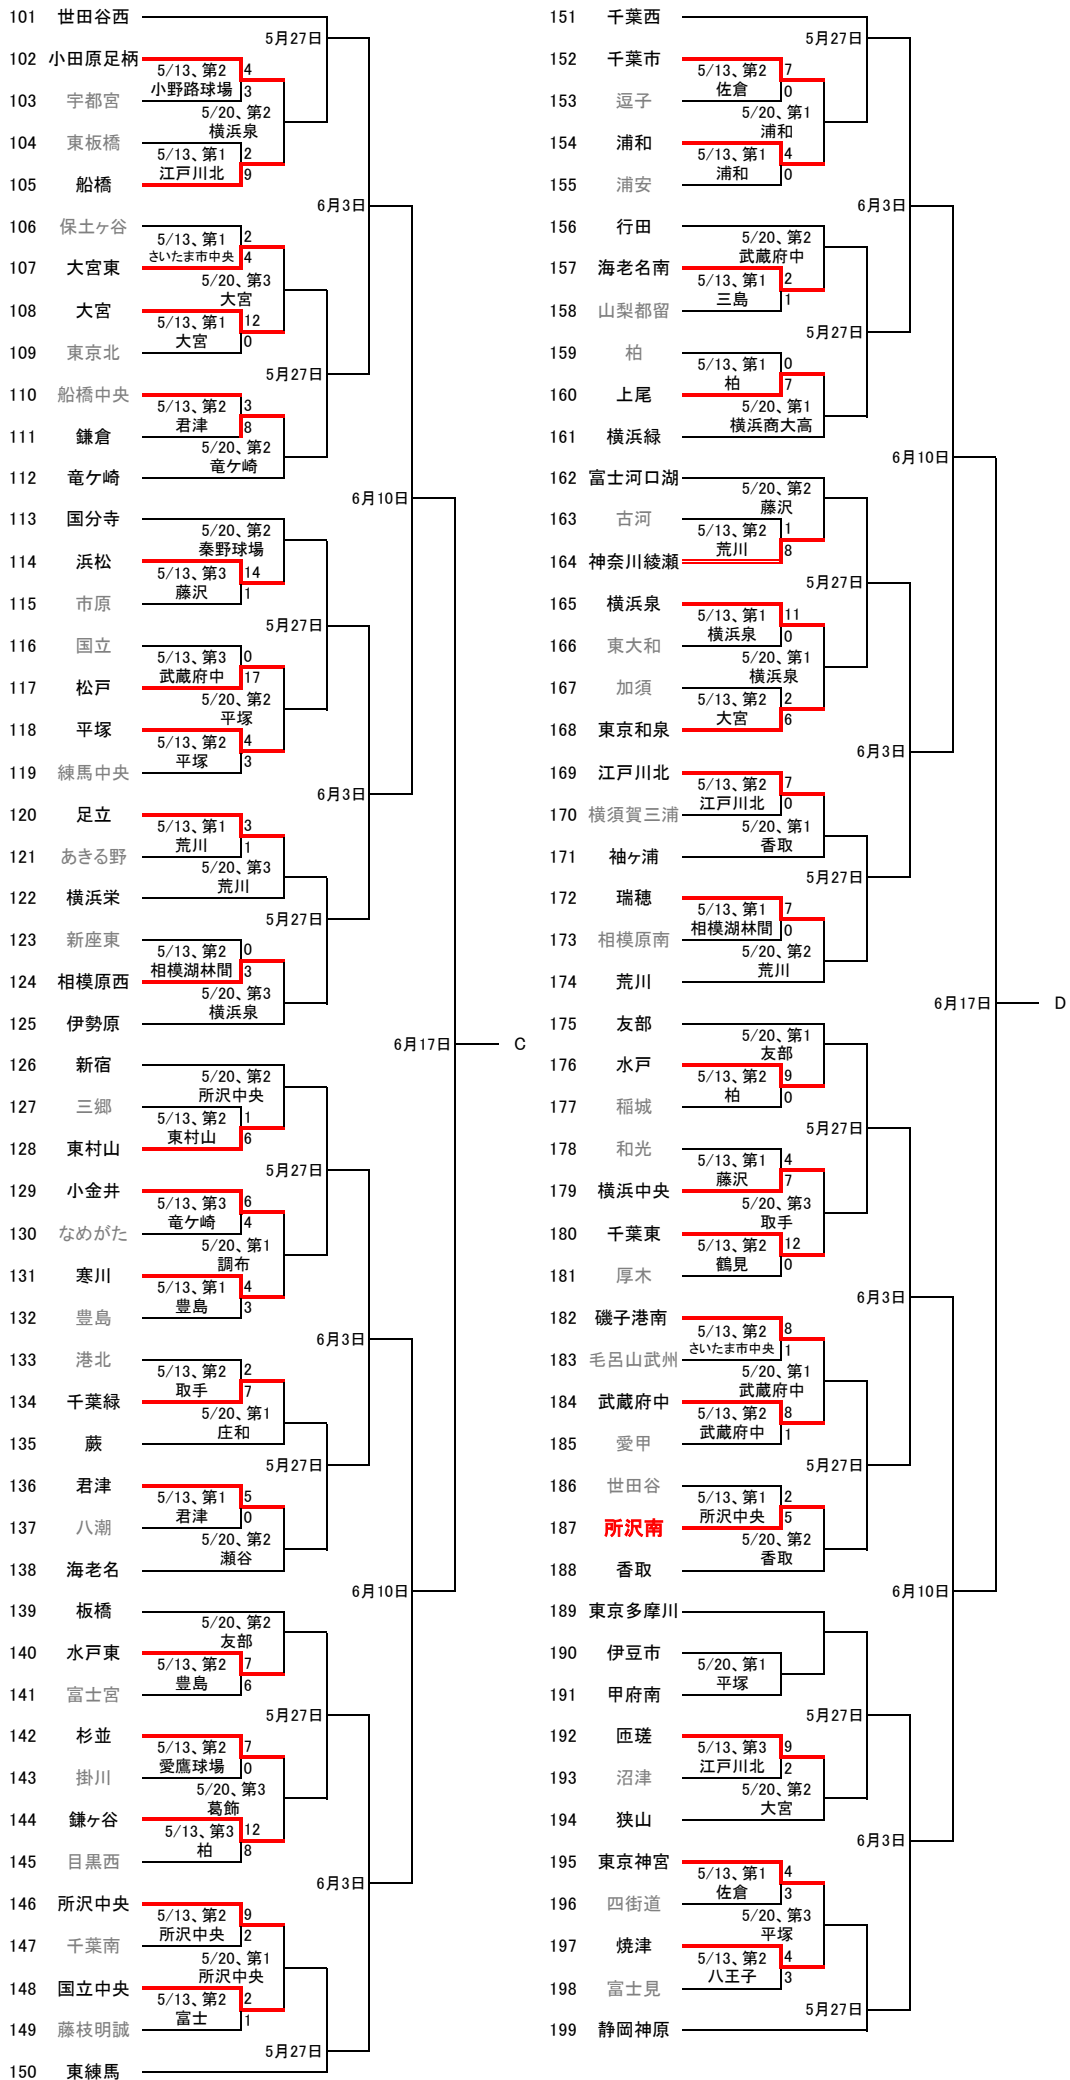 101 世田谷西
5月27日
102 小田原足柄
5/13、第2 4
小野路球場 3
103 宇都宮
5/20、第2
横浜泉
104 東板橋
5/13、第1 2
江戸川北 9
105 船橋
6月3日
106 保土ヶ谷
5/13、第1 2
さいたま市中央 4
107 大宮東
5/20、第3
大宮
108 大宮
5/13、第1 12
大宮 0
109 東京北
5月27日
110 船橋中央
5/13、第2 3
君津 8
111 鎌倉
5/20、第2
竜ケ崎
112 竜ケ崎
6月10日
113 国分寺
5/20、第2
秦野球場
114 浜松
5/13、第3 14
藤沢 1
115 市原
5月27日
116 国立
5/13、第3 0
武蔵府中 17
117 松戸
5/20、第2
平塚
118 平塚
5/13、第2 4
平塚 3
119 練馬中央
6月3日
120 足立
5/13、第1 3
荒川 1
121 あきる野
5/20、第3
荒川
122 横浜栄
5月27日
123 新座東
5/13、第2 0
相模湖林間 3
124 相模原西
5/20、第3
横浜泉
125 伊勢原
6月17日 C
126 新宿
5/20、第2
所沢中央
127 三郷
5/13、第2 1
東村山 6
128 東村山
5月27日
129 小金井
5/13、第3 6
竜ケ崎 4
130 なめがた
5/20、第1
調布
131 寒川
5/13、第1 4
豊島 3
132 豊島
6月3日
133 港北
5/13、第2 2
取手 7
134 千葉緑
5/20、第1
庄和
135 蕨
5月27日
136 君津
5/13、第1 5
君津 0
137 八潮
5/20、第2
瀬谷
138 海老名
6月10日
139 板橋
5/20、第2
友部
140 水戸東
5/13、第2 7
豊島 6
141 富士宮
5月27日
142 杉並
5/13、第2 7
愛鷹球場 0
143 掛川
5/20、第3
葛飾
144 鎌ヶ谷
5/13、第3 12
柏 8
145 目黒西
6月3日
146 所沢中央
5/13、第2 9
所沢中央 2
147 千葉南
5/20、第1
所沢中央
148 国立中央
5/13、第2 2
富士 1
149 藤枝明誠
5月27日
150 東練馬
151 千葉西
5月27日
152 千葉市
5/13、第2 7
佐倉 0
153 逗子
5/20、第1
浦和
154 浦和
5/13、第1 4
浦和 0
155 浦安
6月3日
156 行田
5/20、第2
武蔵府中
157 海老名南
5/13、第1 2
三島 1
158 山梨都留
5月27日
159 柏
5/13、第1 0
柏 7
160 上尾
5/20、第1
横浜商大高
161 横浜緑
6月10日
162 富士河口湖
5/20、第2
藤沢
163 古河
5/13、第2 1
荒川 8
164 神奈川綾瀬
5月27日
165 横浜泉
5/13、第1 11
横浜泉 0
166 東大和
5/20、第1
横浜泉
167 加須
5/13、第2 2
大宮 6
168 東京和泉
6月3日
169 江戸川北
5/13、第2 7
江戸川北 0
170 横須賀三浦
5/20、第1
香取
171 袖ヶ浦
5月27日
172 瑞穂
5/13、第1 7
相模湖林間 0
173 相模原南
5/20、第2
荒川
174 荒川
6月17日 D
175 友部
5/20、第1
友部
176 水戸
5/13、第2 9
柏 0
177 稲城
5月27日
178 和光
5/13、第1 4
藤沢 7
179 横浜中央
5/20、第3
取手
180 千葉東
5/13、第2 12
鶴見 0
181 厚木
6月3日
182 磯子港南
5/13、第2 8
さいたま市中央 1
183 毛呂山武州
5/20、第1
武蔵府中
184 武蔵府中
5/13、第2 8
武蔵府中 1
185 愛甲
5月27日
186 世田谷
5/13、第1 2
所沢中央 5
187 所沢南
5/20、第2
香取
188 香取
6月10日
189 東京多摩川
190 伊豆市
5/20、第1
平塚
191 甲府南
5月27日
192 匝瑳
5/13、第3 9
江戸川北 2
193 沼津
5/20、第2
大宮
194 狭山
6月3日
195 東京神宮
5/13、第1 4
佐倉 3
196 四街道
5/20、第3
平塚
197 焼津
5/13、第2 4
八王子 3
198 富士見
5月27日
199 静岡神原